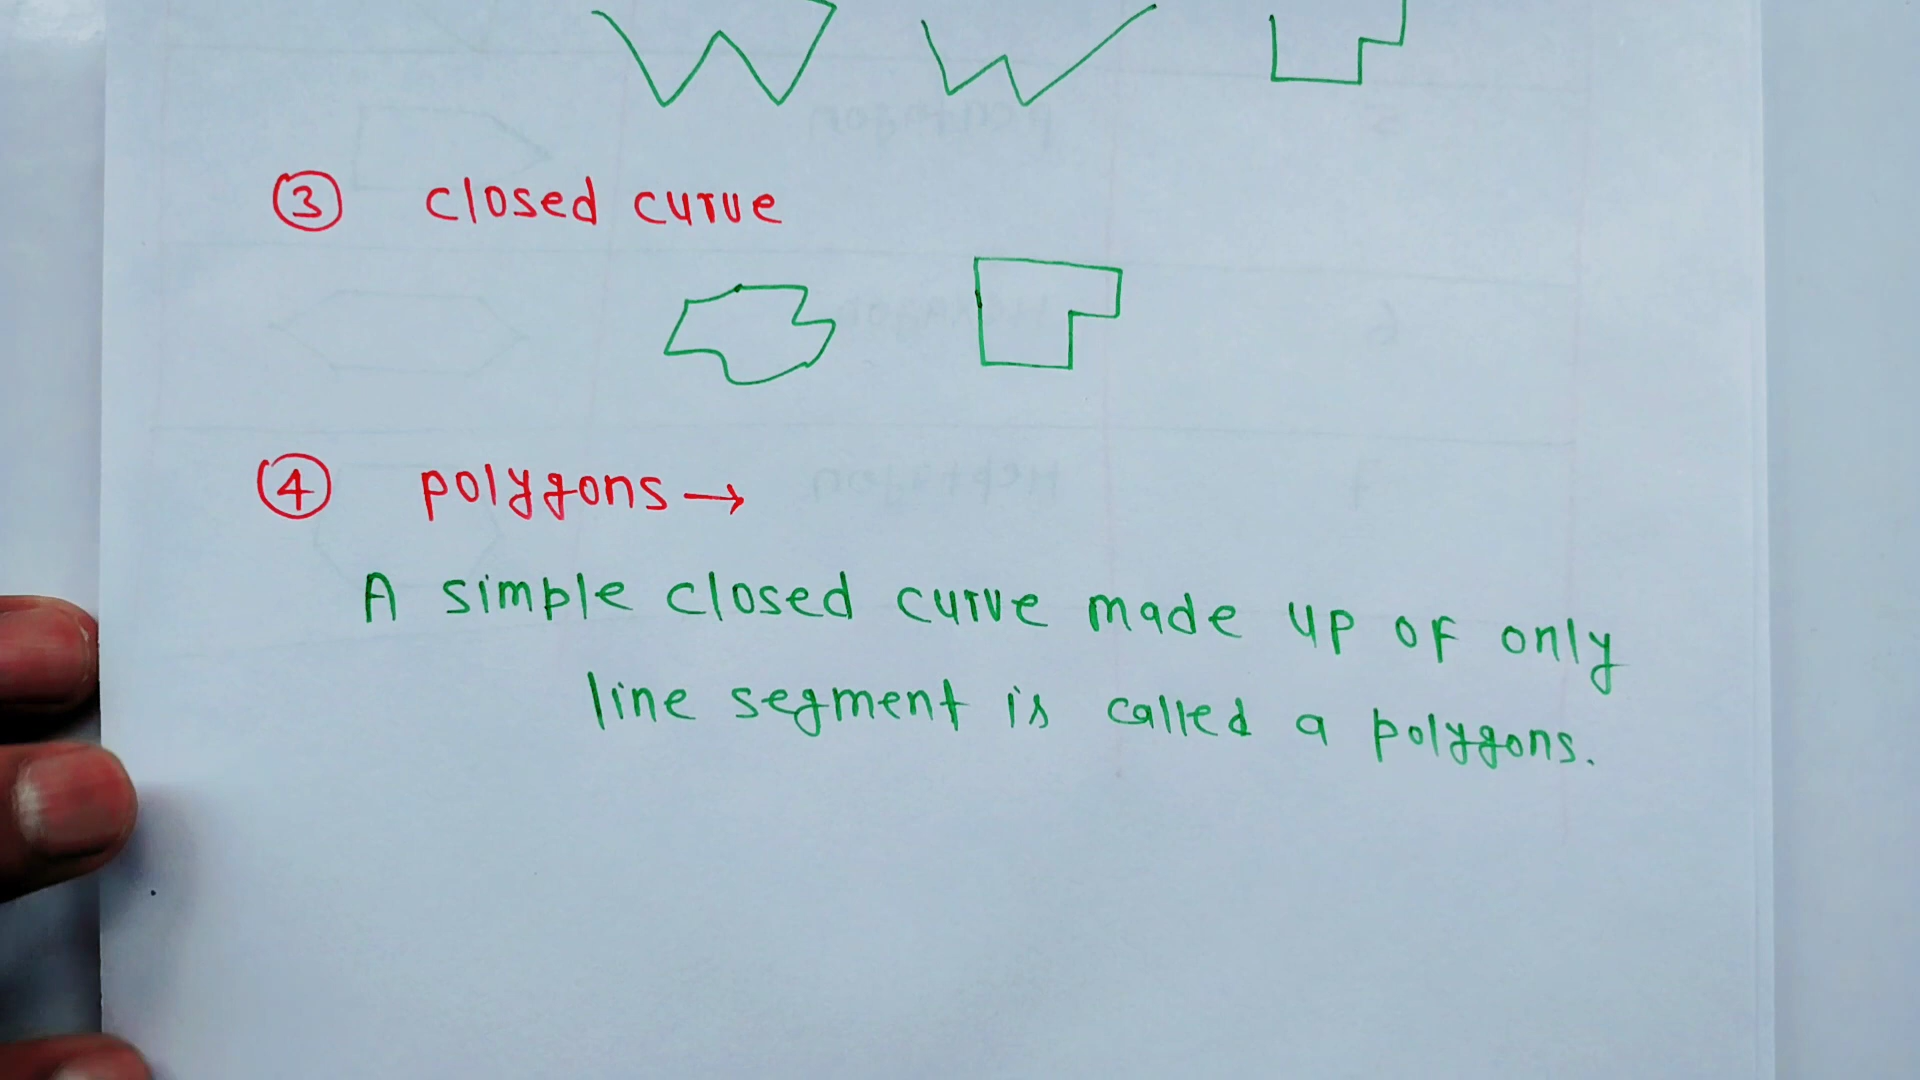 ③ closed curve
④ polygons →
A simple closed curve made up of only
line segment is called a polygons.